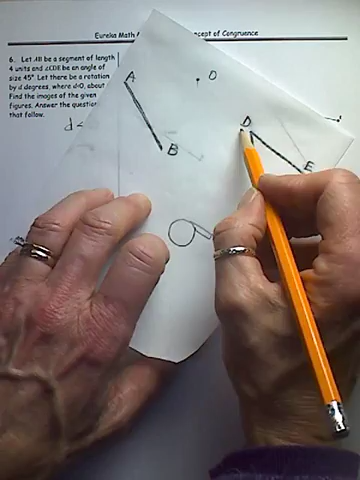 Eureka Math
cept of Congruence
6. Let AB be a segment of length
4 units and ∠CDE be an angle of
size 45°. Let there be a rotation
by d degrees, where d<0, about
Find the images of the given
figures. Answer the question
that follow.
A
O
D
B
E
d<